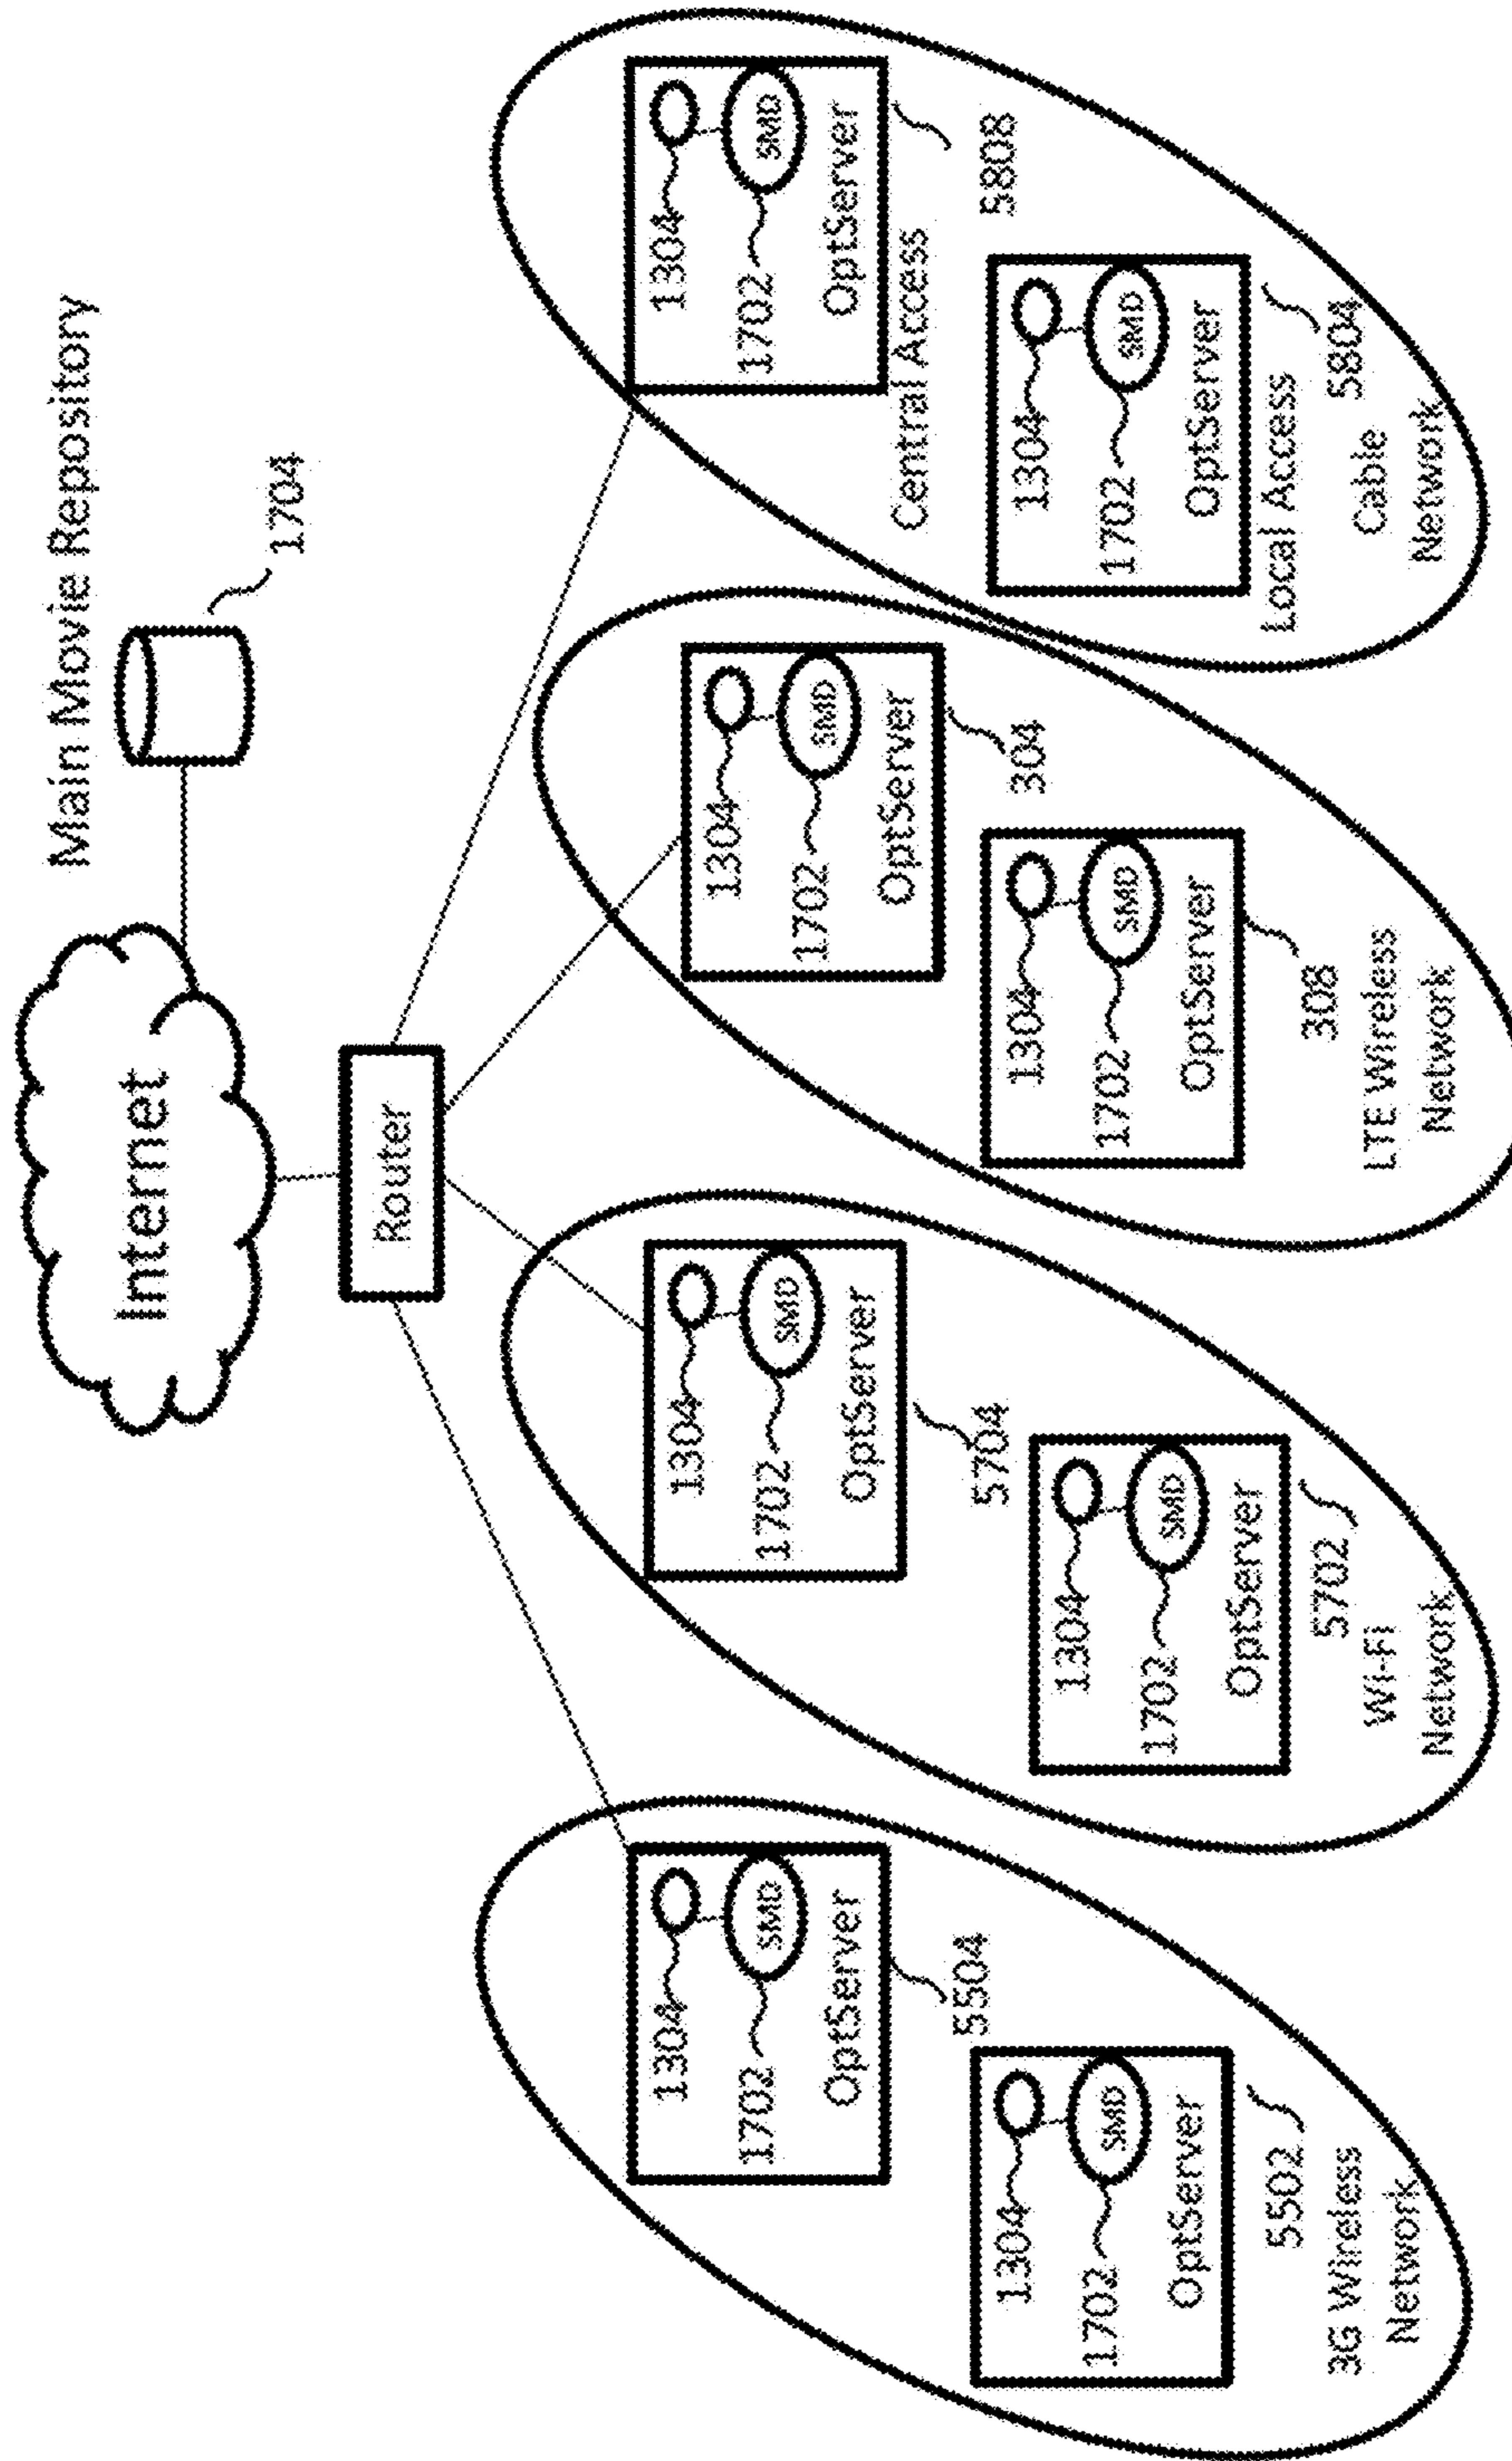 Main Movie Repository
1704
Internet
Router
1304
SMD
1702
OptServer
5504
1304
SMD
1702
OptServer
5502
3G Wireless
Network
1304
SMD
1702
OptServer
5704
1304
SMD
1702
OptServer
5702
Wi-Fi
Network
1304
SMD
1702
OptServer
304
1304
SMD
1702
OptServer
308
LTE Wireless
Network
1304
SMD
1702
OptServer
Central Access
5808
1304
SMD
1702
OptServer
Local Access
5804
Cable
Network